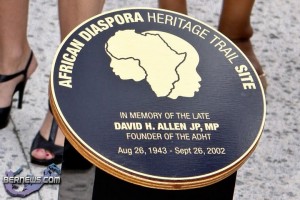 AFRICAN DIASPORA HERITAGE TRAIL SITE
IN MEMORY OF THE LATE
DAVID H. ALLEN JP, MP
FOUNDER OF THE ADHT
Aug 26, 1943 - Sept 26, 2002
BERNEWS.COM